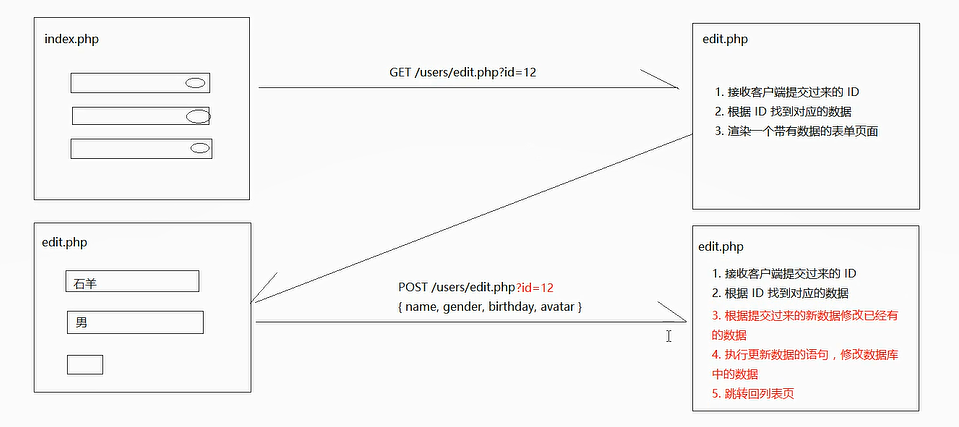 index.php
GET /users/edit.php?id=12
edit.php
1. 接收客户端提交过来的 ID
2. 根据 ID 找到对应的数据
3. 渲染一个带有数据的表单页面
edit.php
石羊
男
POST /users/edit.php?id=12
{ name, gender, birthday, avatar }
edit.php
1. 接收客户端提交过来的 ID
2. 根据 ID 找到对应的数据
3. 根据提交过来的新数据修改已经有
的数据
4. 执行更新数据的语句，修改数据库
中的数据
5. 跳转回列表页